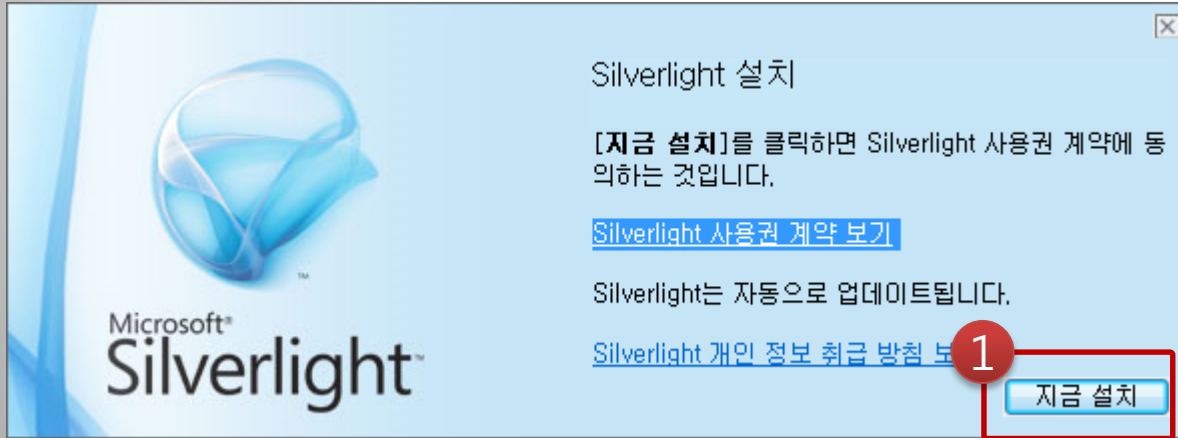 Silverlight 설치
[지금 설치]를 클릭하면 Silverlight 사용권 계약에 동
의하는 것입니다.
Silverlight 사용권 계약 보기
Silverlight는 자동으로 업데이트됩니다.
Silverlight 개인 정보 취급 방침 보
1
지금 설치
Microsoft®
Silverlight™